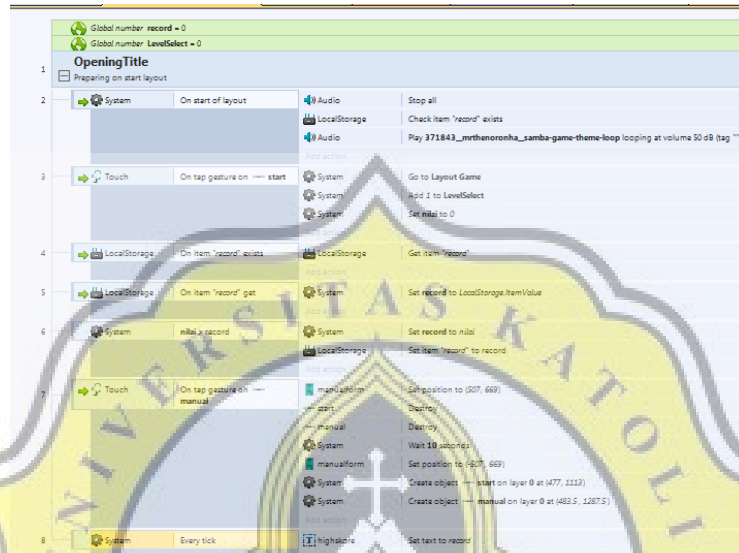 Global number record = 0
Global number LevelSelect = 0
1
OpeningTitle
Preparing on start layout
2 System On start of layout Audio Stop all
LocalStorage Check item "record" exists
Audio Play 371843__mrthenoronha__samba-game-theme-loop looping at volume 50 dB (tag ""
Add action
3 Touch On tap gesture on start System Go to Layout Game
System Add 1 to LevelSelect
System Set nilai to 0
4 LocalStorage On item "record" exists LocalStorage Get item "record"
Add action
5 LocalStorage On item "record" get System Set record to LocalStorage.ItemValue
6 System nilai > record System Set record to nilai
LocalStorage Set item "record" to record
Add action
7 Touch On tap gesture on manual manualform Set position to (507, 669)
start Destroy
manual Destroy
System Wait 10 seconds
manualform Set position to (-507, 669)
System Create object start on layer 0 at (477, 1113)
System Create object manual on layer 0 at (483.5, 1287.5)
Add action
8 System Every tick T highskore Set text to record
UNIVERSITAS KATOLI